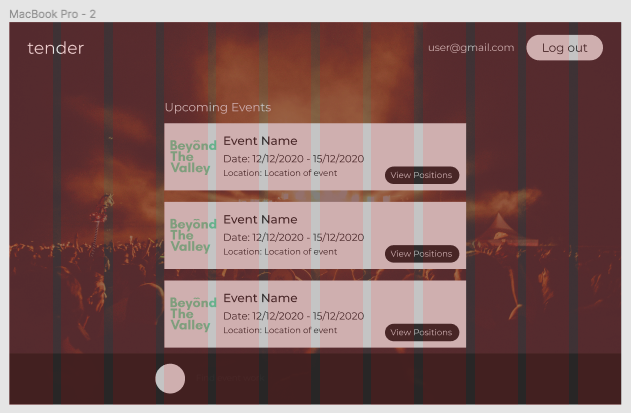 MacBook Pro - 2
tender
user@gmail.com
Log out
Upcoming Events
Beyond
The
Valley
Event Name
Date: 12/12/2020 - 15/12/2020
Location: Location of event
View Positions
Beyond
The
Valley
Event Name
Date: 12/12/2020 - 15/12/2020
Location: Location of event
View Positions
Beyond
The
Valley
Event Name
Date: 12/12/2020 - 15/12/2020
Location: Location of event
View Positions